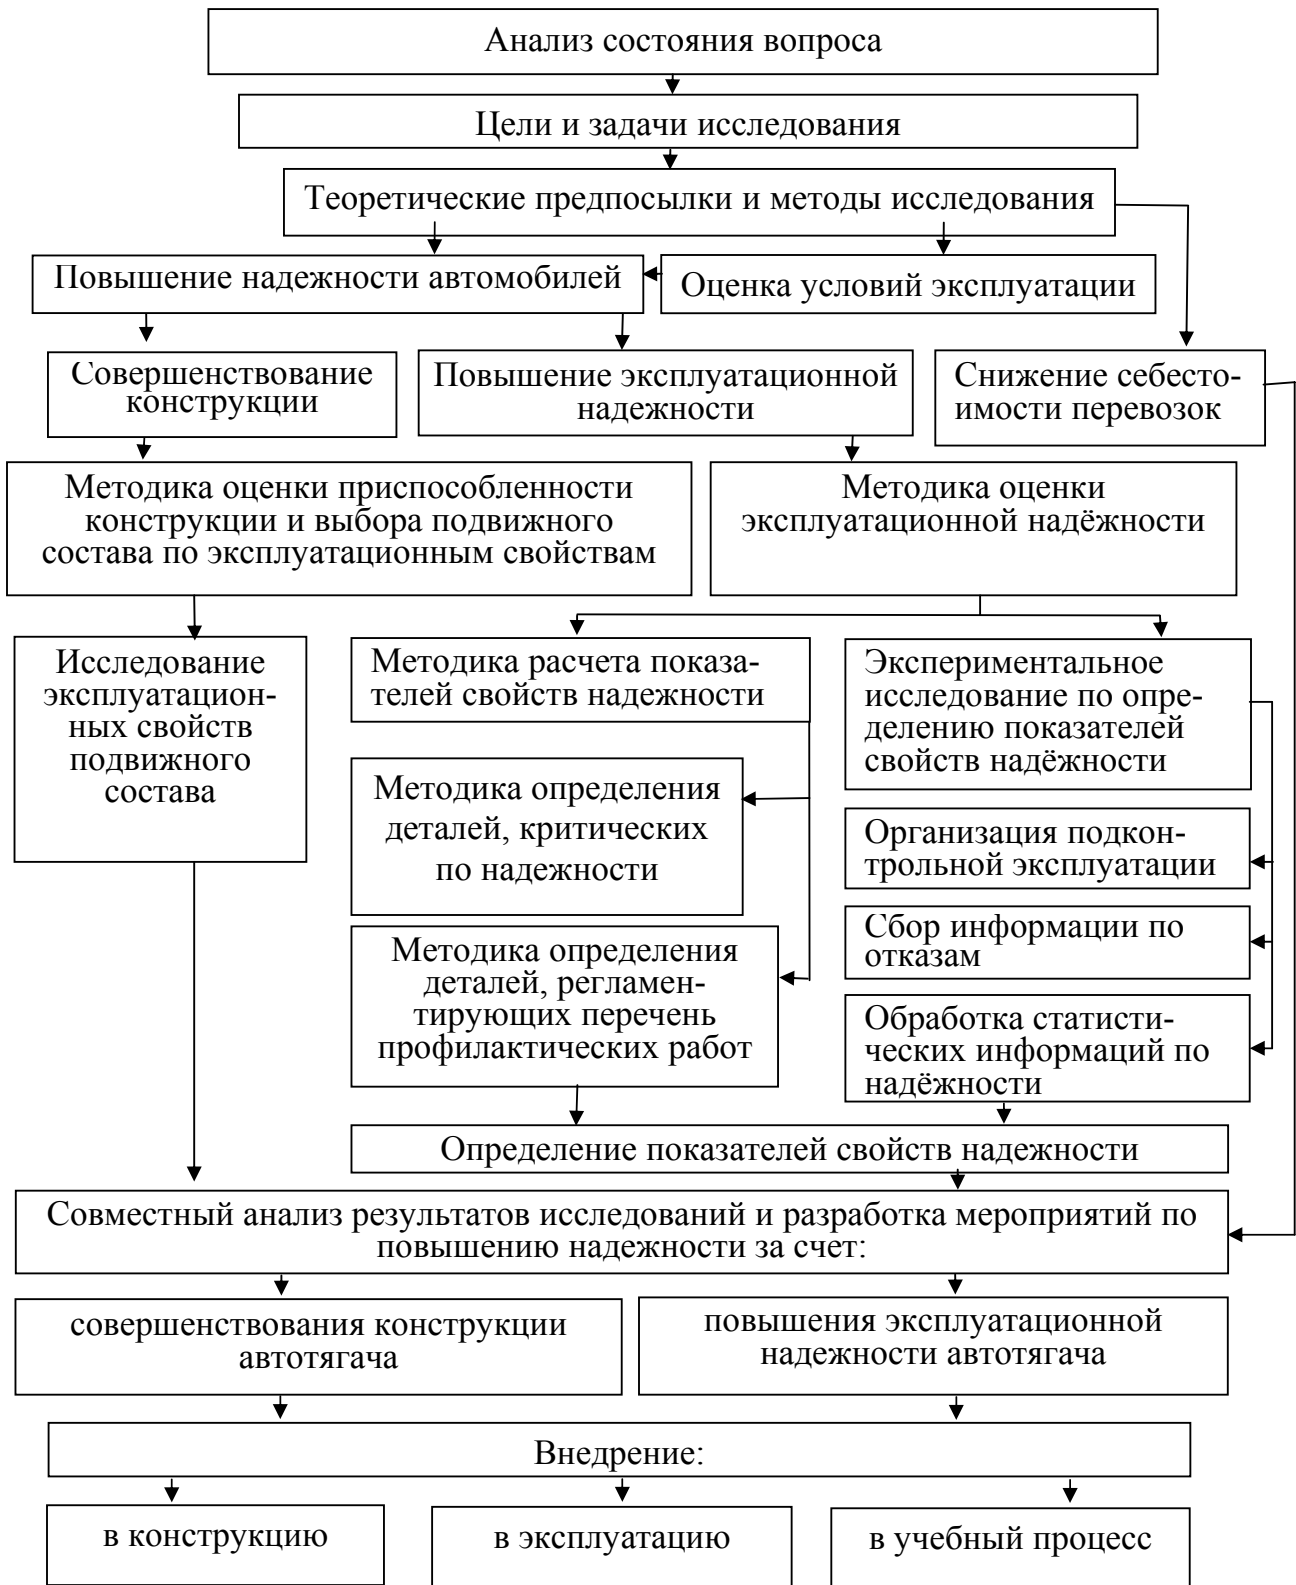 Анализ состояния вопроса
Цели и задачи исследования
Теоретические предпосылки и методы исследования
Повышение надежности автомобилей
Оценка условий эксплуатации
Совершенствование
конструкции
Повышение эксплуатационной
надежности
Снижение себесто-
имости перевозок
Методика оценки приспособленности
конструкции и выбора подвижного
состава по эксплуатационным свойствам
Методика оценки
эксплуатационной надёжности
Исследование
эксплуатацион-
ных свойств
подвижного
состава
Методика расчета показа-
телей свойств надежности
Методика определения
деталей, критических
по надежности
Методика определения
деталей, регламен-
тирующих перечень
профилактических работ
Экспериментальное
исследование по опре-
делению показателей
свойств надёжности
Организация подкон-
трольной эксплуатации
Сбор информации по
отказам
Обработка статисти-
ческих информаций по
надёжности
Определение показателей свойств надежности
Совместный анализ результатов исследований и разработка мероприятий по
повышению надежности за счет:
совершенствования конструкции
автотягача
повышения эксплуатационной
надежности автотягача
Внедрение:
в конструкцию
в эксплуатацию
в учебный процесс